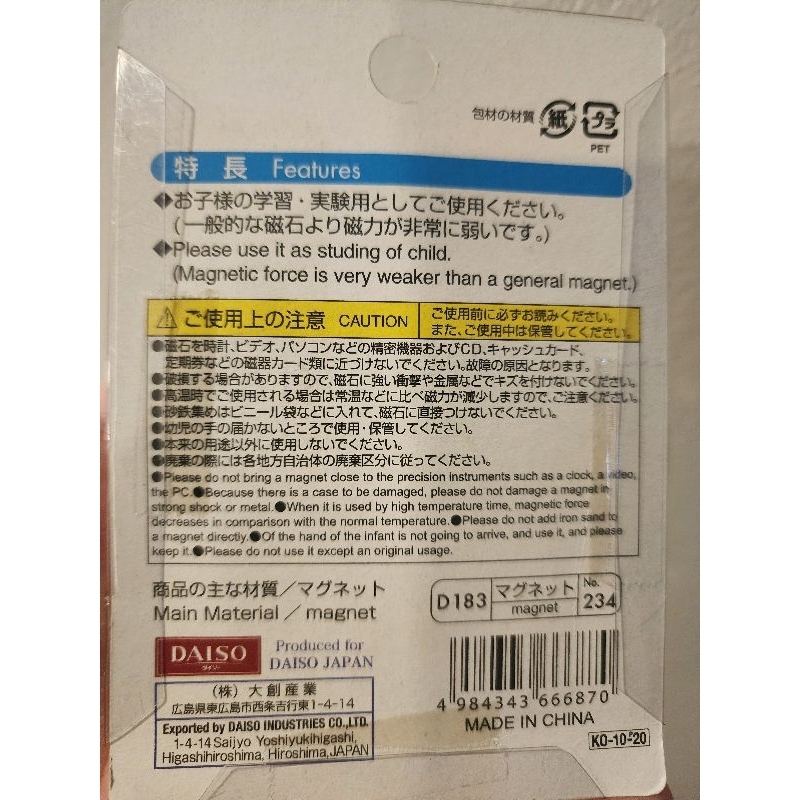 包材の材質 紙 プラ
PET
特長 Features
◆お子様の学習・実験用としてご使用ください。
(一般的な磁石より磁力が非常に弱いです。)
◆Please use it as studing of child.
(Magnetic force is very weaker than a general magnet.)
ご使用上の注意 CAUTION
ご使用前に必ずお読みください。
また、ご使用中は保管してください。
●磁石を時計、ビデオ、パソコンなどの精密機器およびCD、キャッシュカード、
定期券などの磁器カード類に近づけないでください。故障の原因となります。
●破損する場合がありますので、磁石に強い衝撃や金属などでキズを付けないでください。
●高温時でご使用される場合は常温などに比べ磁力が減少しますので、ご注意ください。
●砂鉄集めはビニール袋などに入れて、磁石に直接つけないでください。
●幼児の手の届かないところで使用・保管してください。
●本来の用途以外に使用しないでください。
●廃棄の際には各地方自治体の廃棄区分に従ってください。
●Please do not bring a magnet close to the precision instruments such as a clock, a video,
the PC.●Because there is a case to be damaged, please do not damage a magnet in
strong shock or metal.●When it is used by high temperature time, magnetic force
decreases in comparison with the normal temperature.●Please do not add iron sand to
a magnet directly.●Of the hand of the infant is not going to arrive, and use it, and please
keep it.●Please do not use it except an original usage.
商品の主な材質／マグネット
Main Material / magnet
D183 マグネット magnet No. 234
DAISO ダイソー
Produced for
DAISO JAPAN
(株) 大創産業
広島県東広島市西条吉行東1-4-14
Exported by DAISO INDUSTRIES CO.,LTD.
1-4-14 Saijyo Yoshiyukihigashi,
Higashihiroshima, Hiroshima,JAPAN
4 984343 666870
MADE IN CHINA
KO-10-20